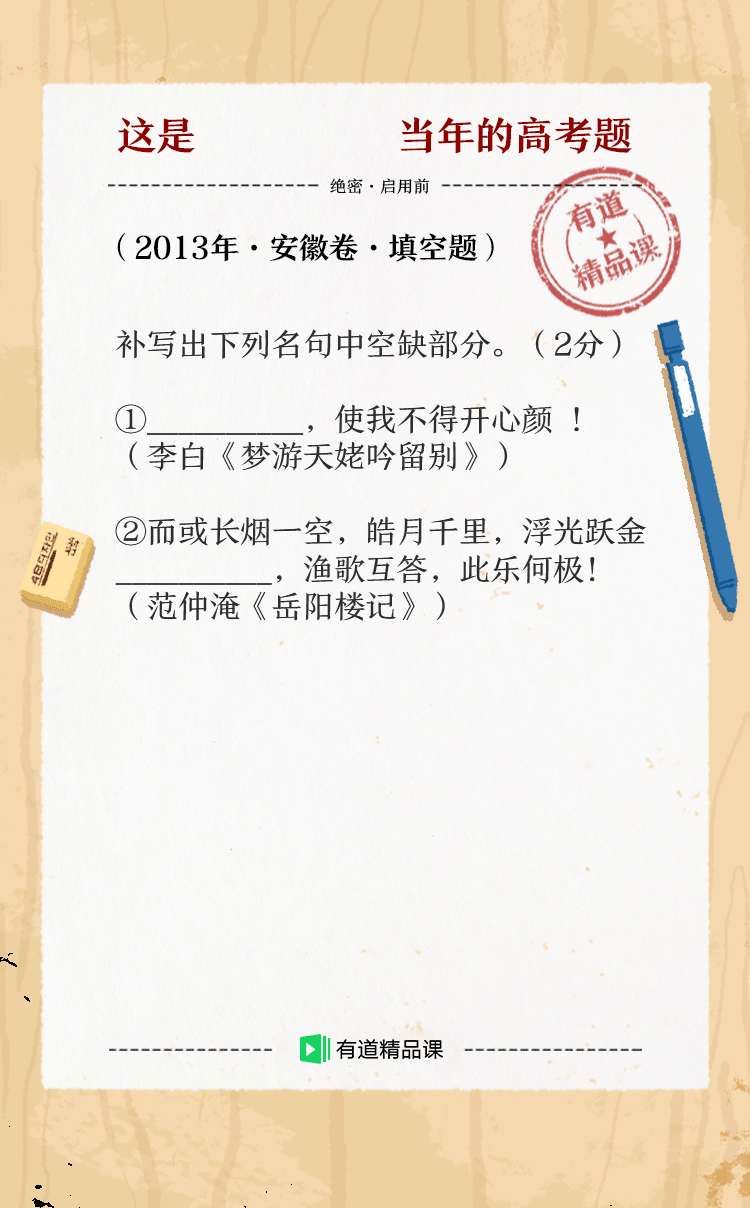 这是 当年的高考题
绝密·启用前
有道
精品课
（2013年·安徽卷·填空题）
补写出下列名句中空缺部分。（2分）
①__________，使我不得开心颜 ！
（李白《梦游天姥吟留别》）
②而或长烟一空，皓月千里，浮光跃金
__________，渔歌互答，此乐何极！
（范仲淹《岳阳楼记》）
有道精品课